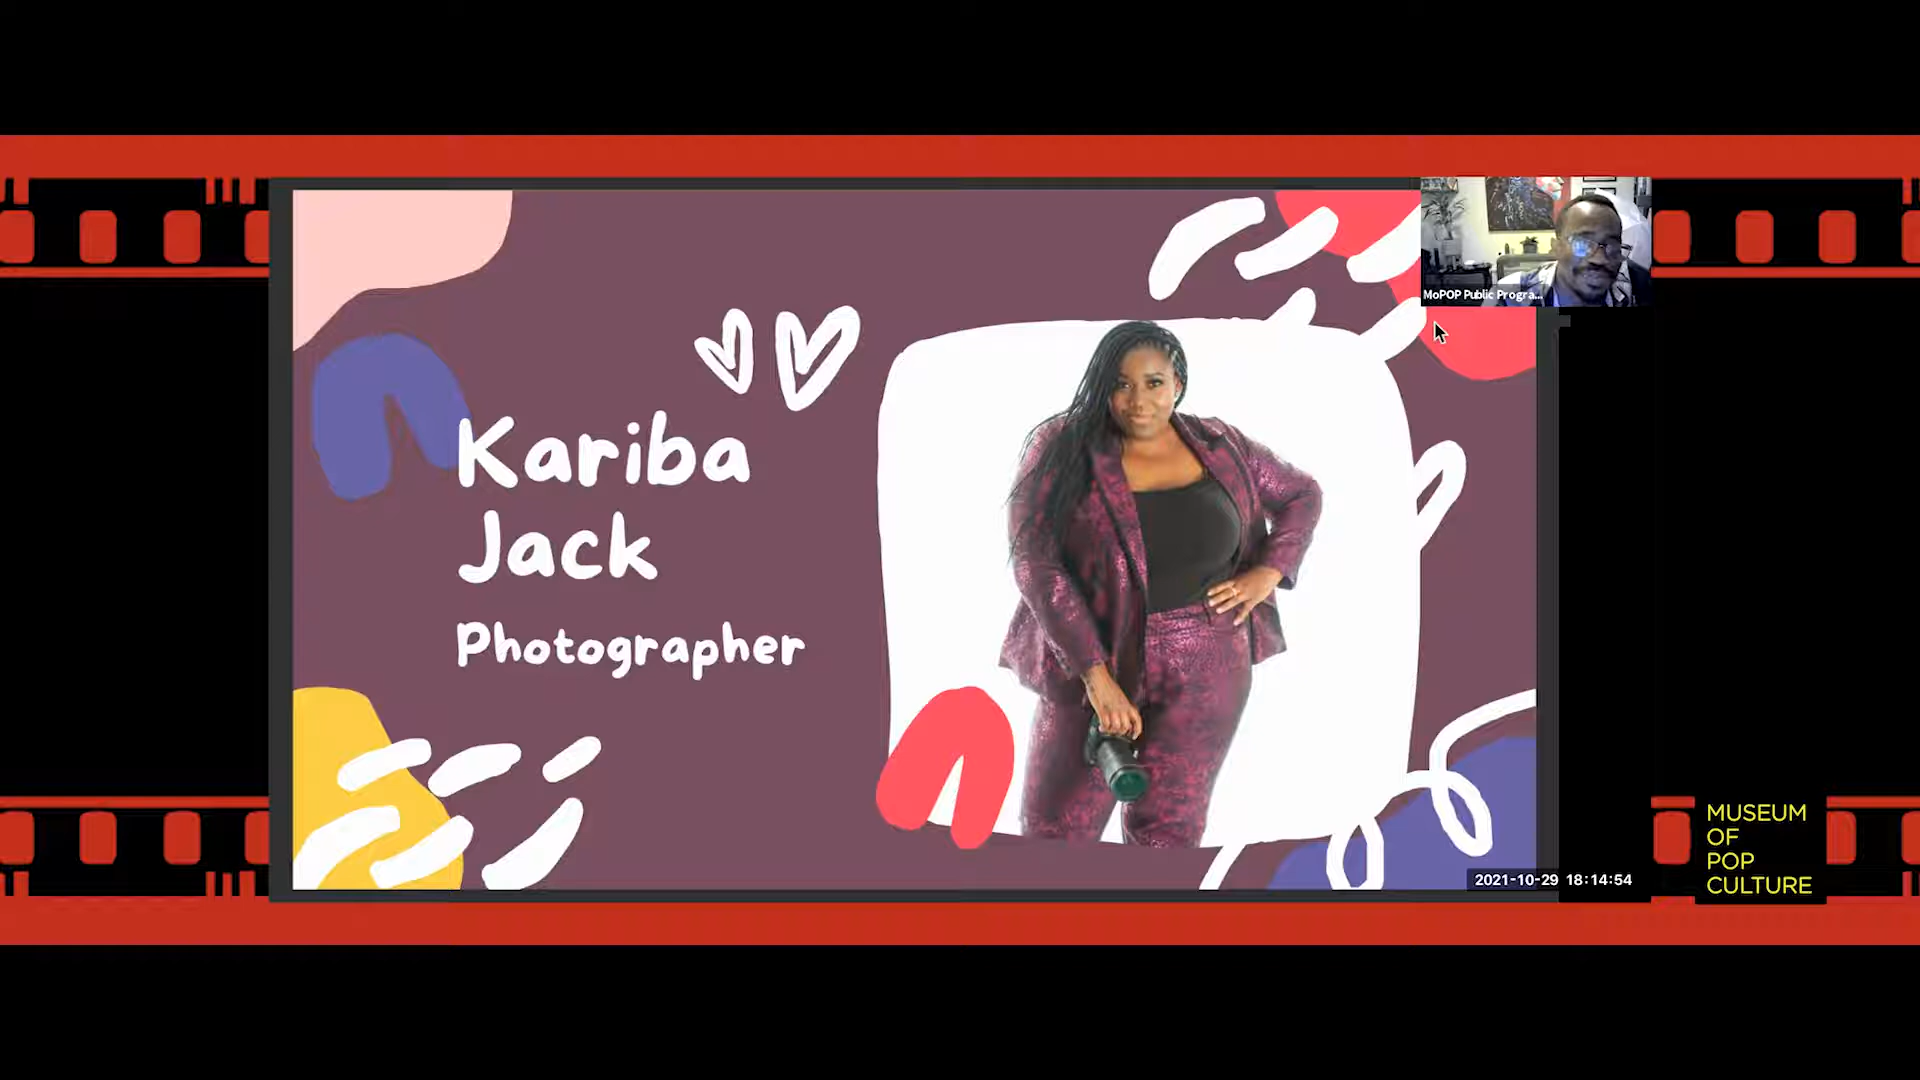 Kariba
Jack
Photographer
MoPOP Public Progra...
2021-10-29 18:14:54
MUSEUM
OF
POP
CULTURE